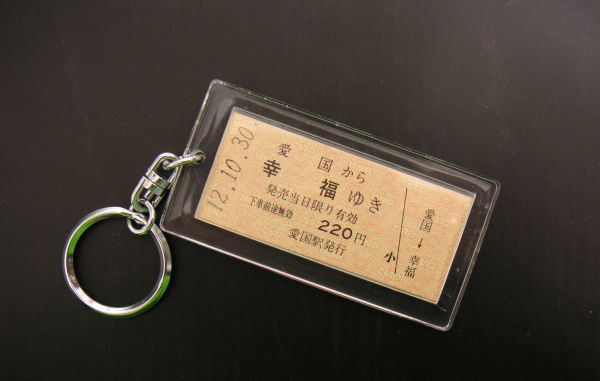 12.10.30.
愛国から
幸福ゆき
発売当日限り有効
下車前途無効
220円
愛国駅発行
小
愛国→幸福